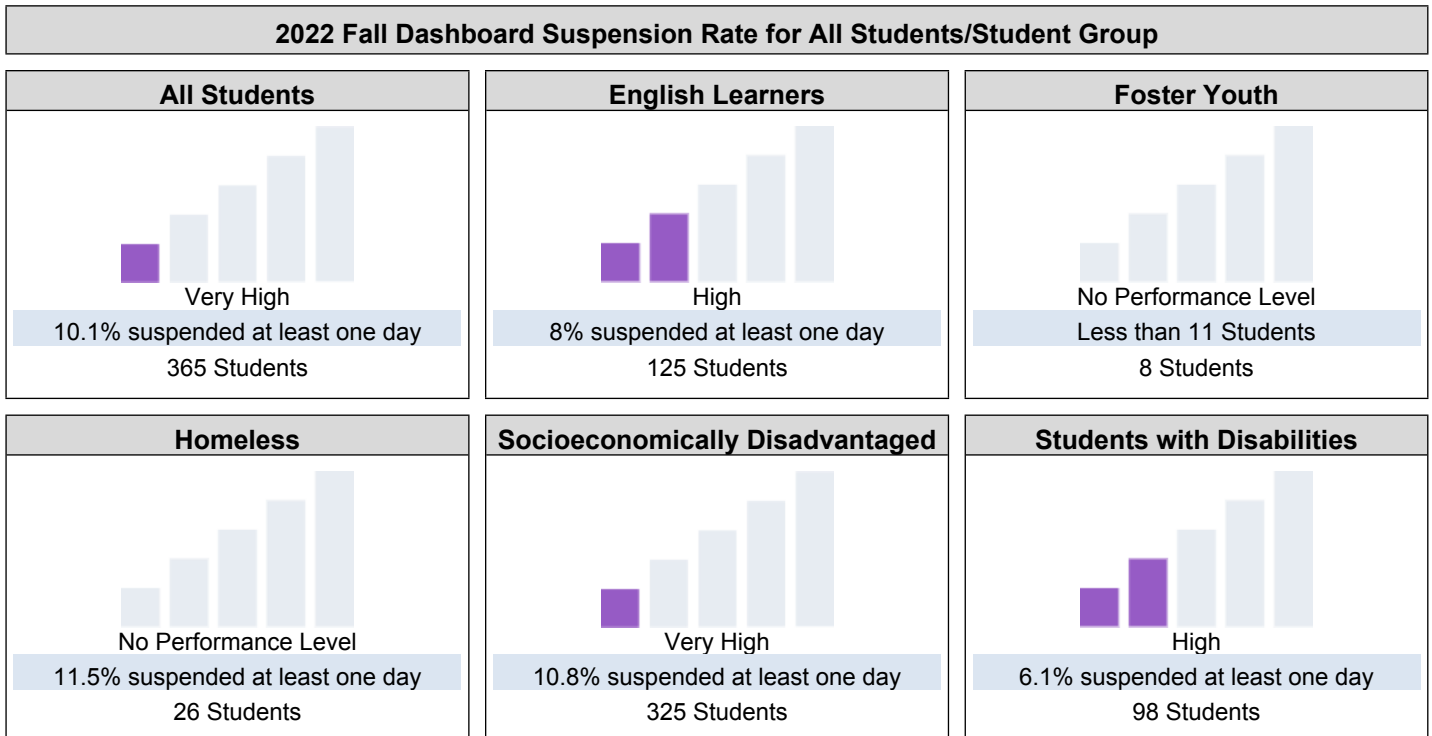 2022 Fall Dashboard Suspension Rate for All Students/Student Group
All Students
Very High
10.1% suspended at least one day
365 Students
English Learners
High
8% suspended at least one day
125 Students
Foster Youth
No Performance Level
Less than 11 Students
8 Students
Homeless
No Performance Level
11.5% suspended at least one day
26 Students
Socioeconomically Disadvantaged
Very High
10.8% suspended at least one day
325 Students
Students with Disabilities
High
6.1% suspended at least one day
98 Students